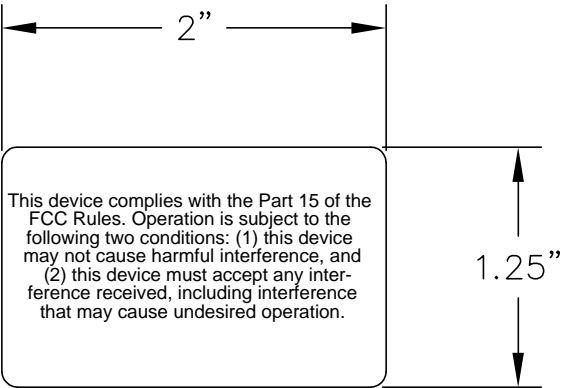 2”
This device complies with the Part 15 of the
FCC Rules. Operation is subject to the
following two conditions: (1) this device
may not cause harmful interference, and
(2) this device must accept any inter-
ference received, including interference
that may cause undesired operation.
1.25”